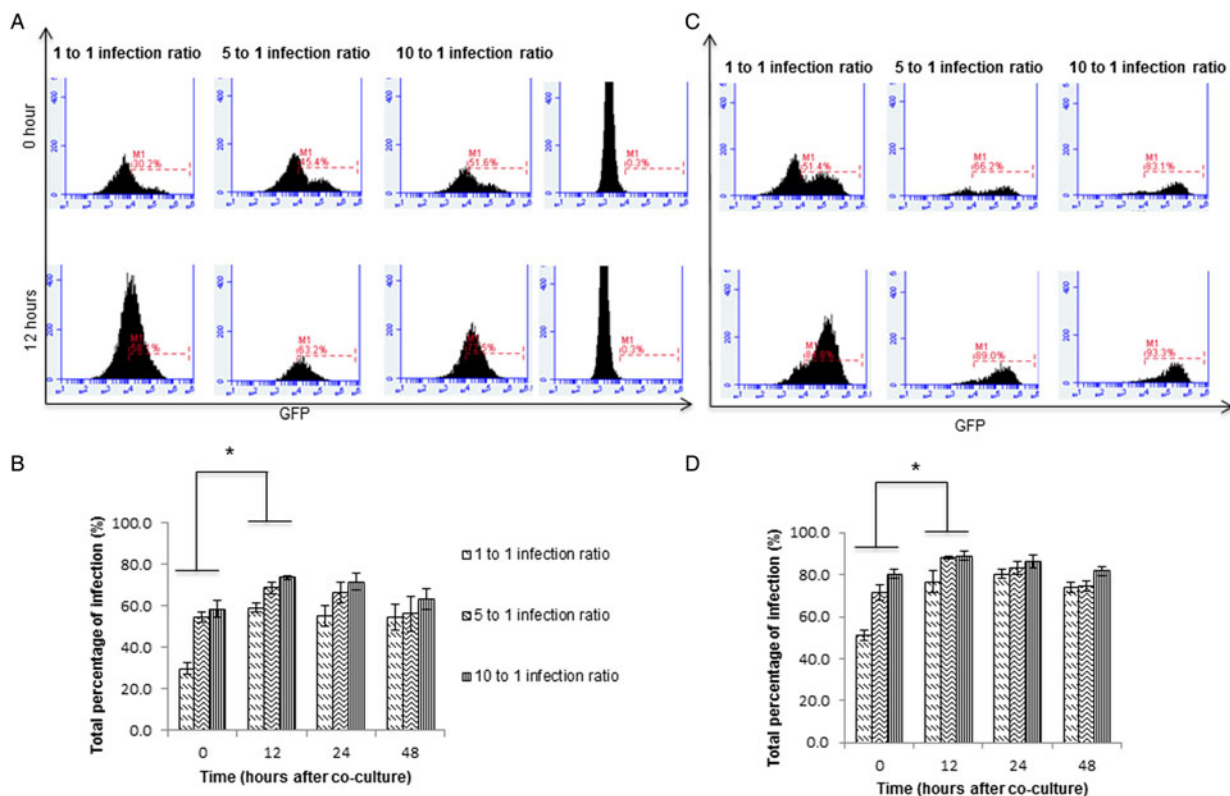 A
1 to 1 infection ratio
5 to 1 infection ratio
10 to 1 infection ratio
0 hour
M1
30.2%
M1
45.4%
M1
51.6%
M1
0.3%
12 hours
M1
M1
63.2%
M1
M1
0.3%
GFP
C
1 to 1 infection ratio
5 to 1 infection ratio
10 to 1 infection ratio
M1
51.4%
M1
66.2%
M1
83.1%
M1
M1
89.0%
M1
93.3%
GFP
B
*
Total percentage of infection (%)
100.0
80.0
60.0
40.0
20.0
0.0
0 12 24 48
Time (hours after co-culture)
1 to 1 infection ratio
5 to 1 infection ratio
10 to 1 infection ratio
D
*
Total percentage of infection (%)
100.0
80.0
60.0
40.0
20.0
0.0
0 12 24 48
Time (hours after co-culture)